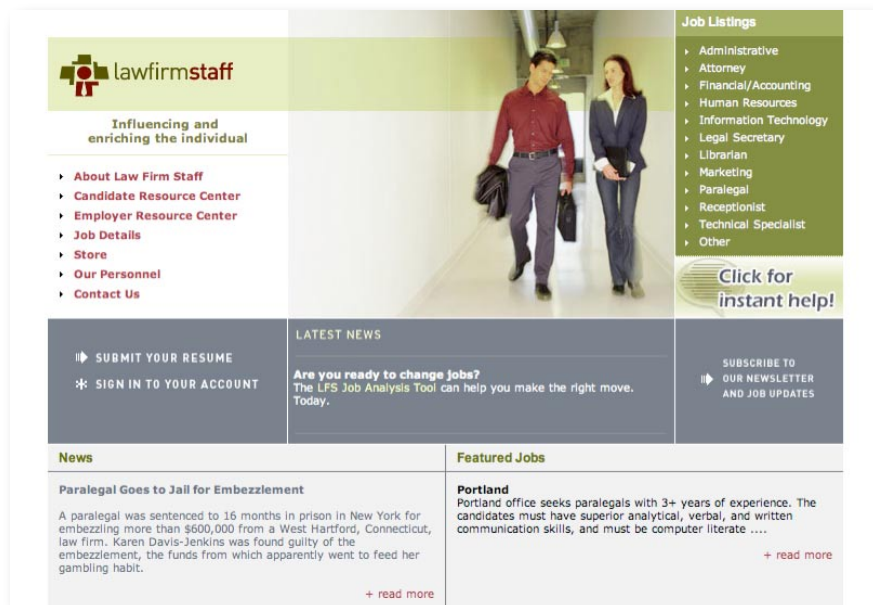 lawfirmstaff
Influencing and
enriching the individual
About Law Firm Staff
Candidate Resource Center
Employer Resource Center
Job Details
Store
Our Personnel
Contact Us
Job Listings
Administrative
Attorney
Financial/Accounting
Human Resources
Information Technology
Legal Secretary
Librarian
Marketing
Paralegal
Receptionist
Technical Specialist
Other
Click for
instant help!
SUBMIT YOUR RESUME
SIGN IN TO YOUR ACCOUNT
LATEST NEWS
Are you ready to change jobs?
The LFS Job Analysis Tool can help you make the right move.
Today.
SUBSCRIBE TO
OUR NEWSLETTER
AND JOB UPDATES
News
Paralegal Goes to Jail for Embezzlement
A paralegal was sentenced to 16 months in prison in New York for
embezzling more than $600,000 from a West Hartford, Connecticut,
law firm. Karen Davis-Jenkins was found guilty of the
embezzlement, the funds from which apparently went to feed her
gambling habit.
+ read more
Featured Jobs
Portland
Portland office seeks paralegals with 3+ years of experience. The
candidates must have superior analytical, verbal, and written
communication skills, and must be computer literate ....
+ read more